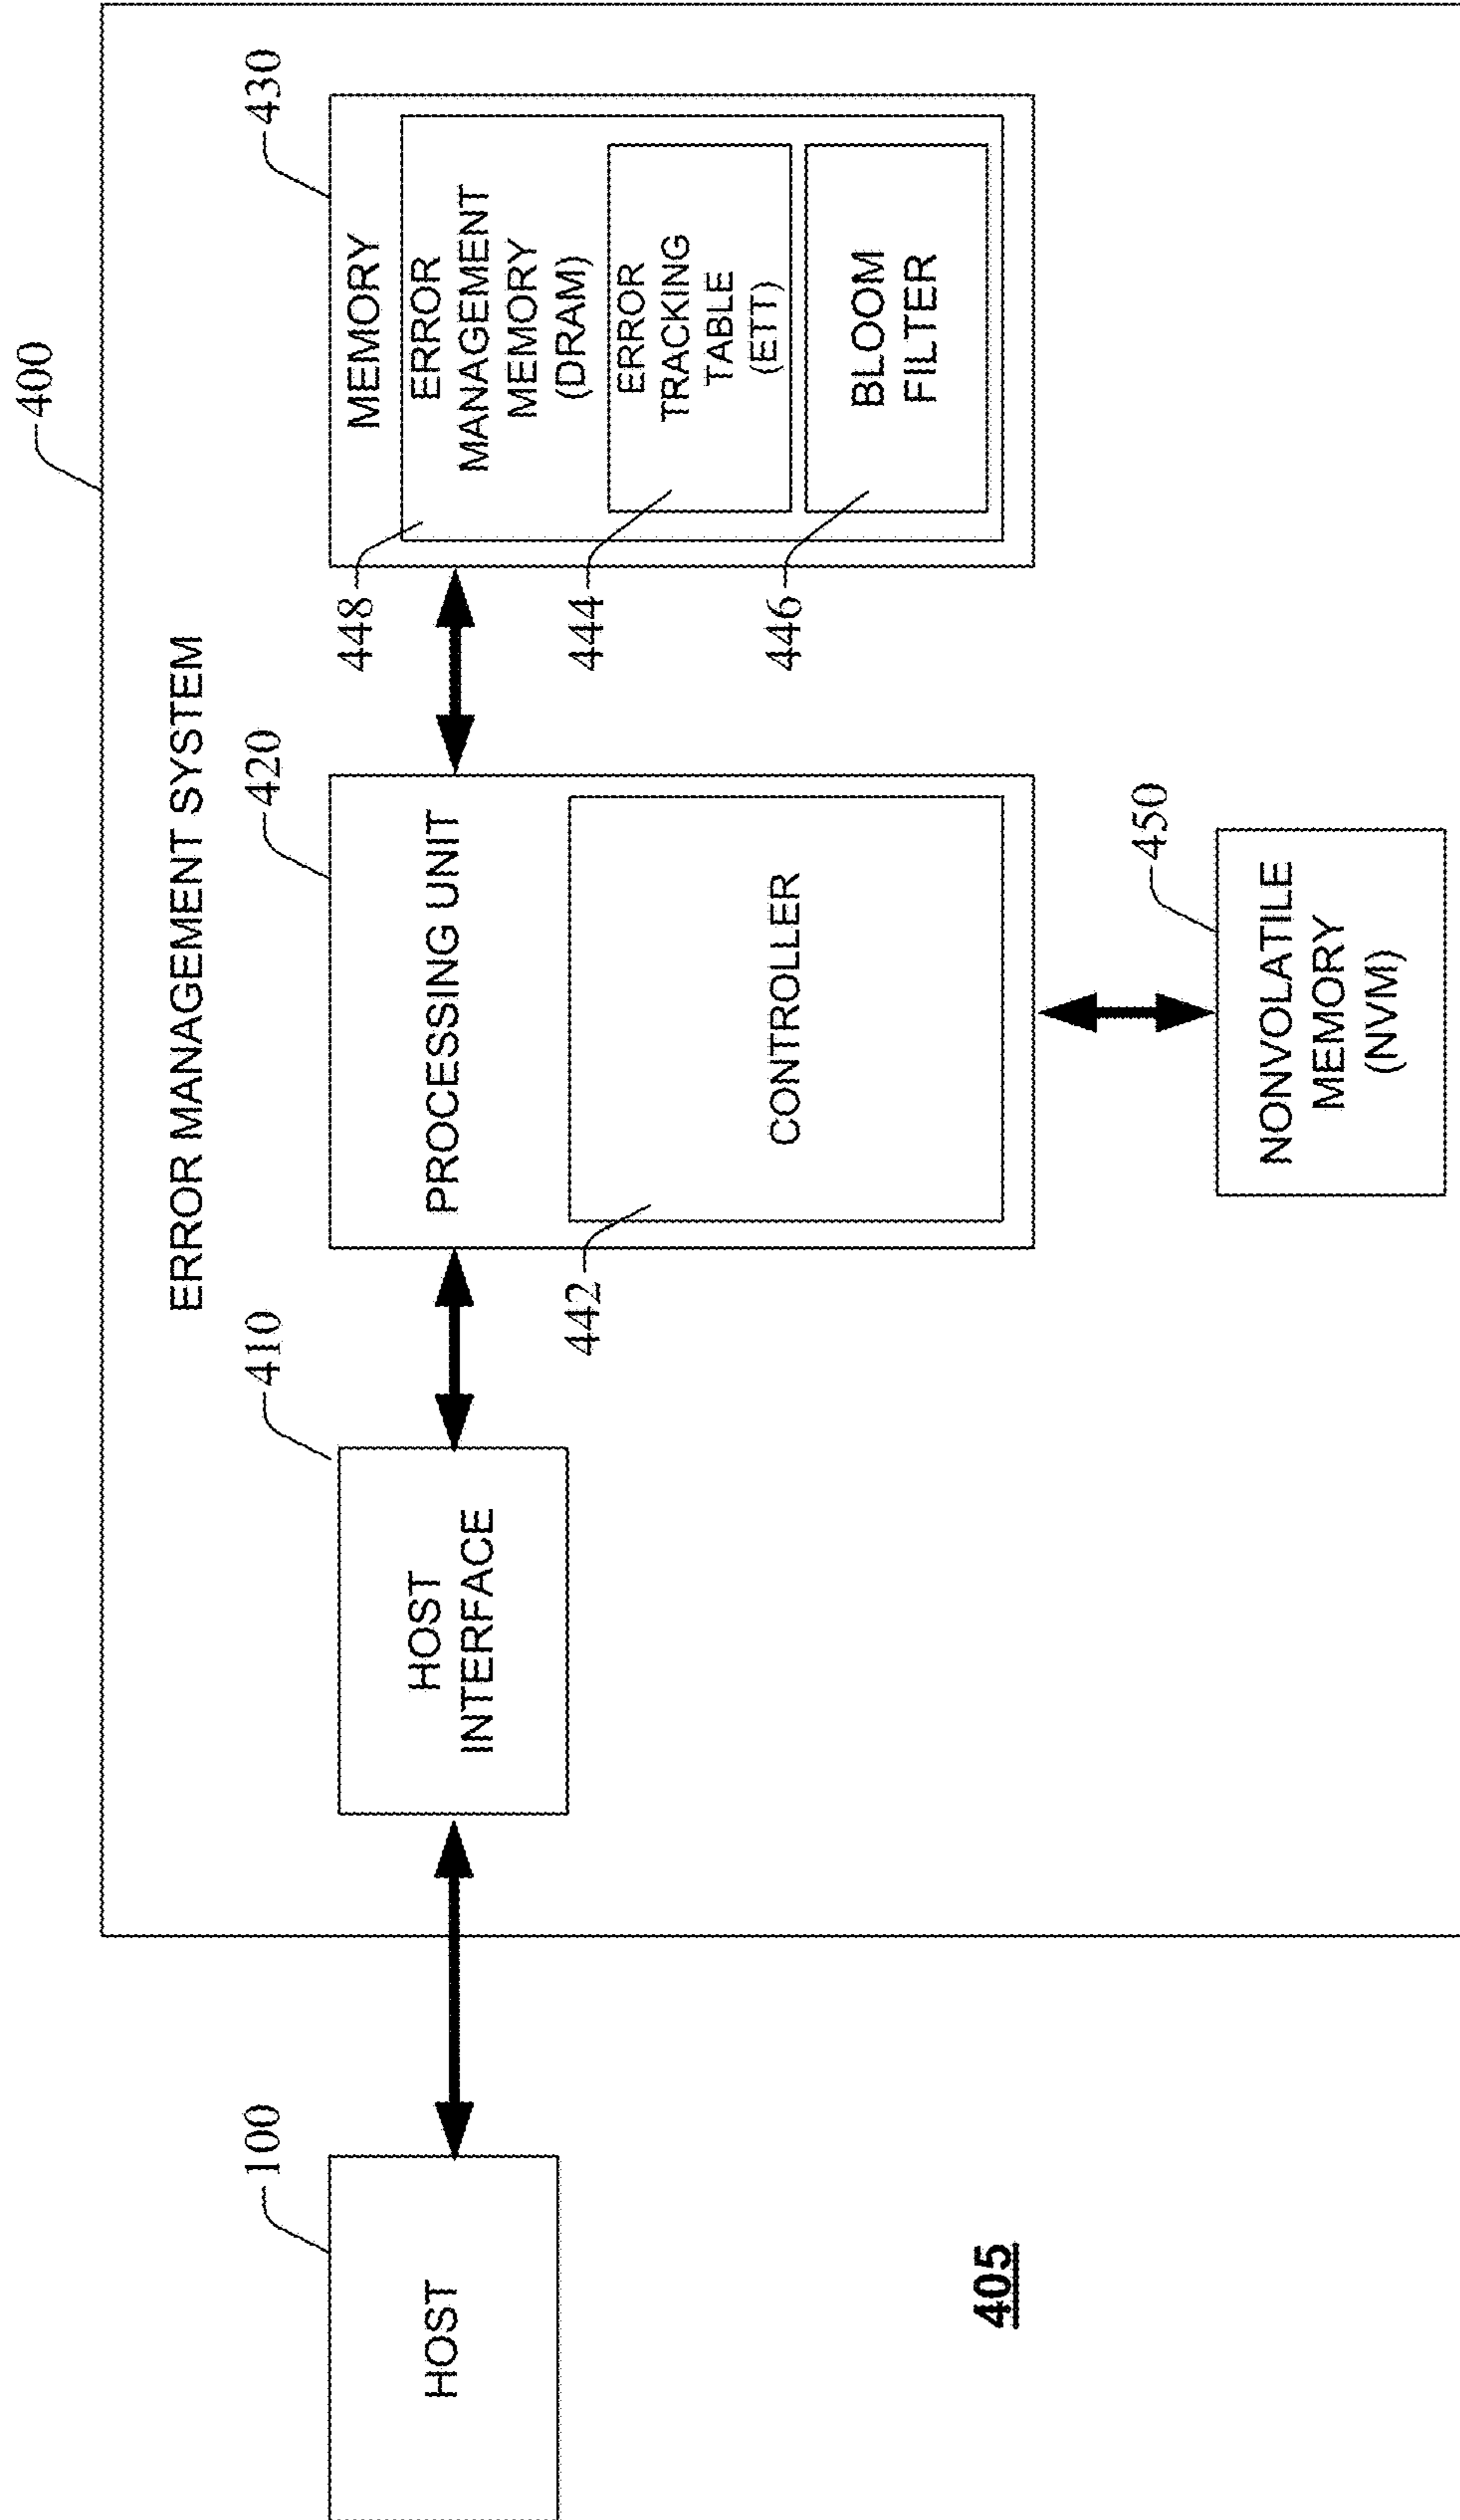 400
ERROR MANAGEMENT SYSTEM
100
HOST
410
HOST
INTERFACE
420
PROCESSING UNIT
442
CONTROLLER
430
MEMORY
448
ERROR
MANAGEMENT
MEMORY
(DRAM)
444
ERROR
TRACKING
TABLE
(ETT)
446
BLOOM
FILTER
450
NONVOLATILE
MEMORY
(NVM)
405